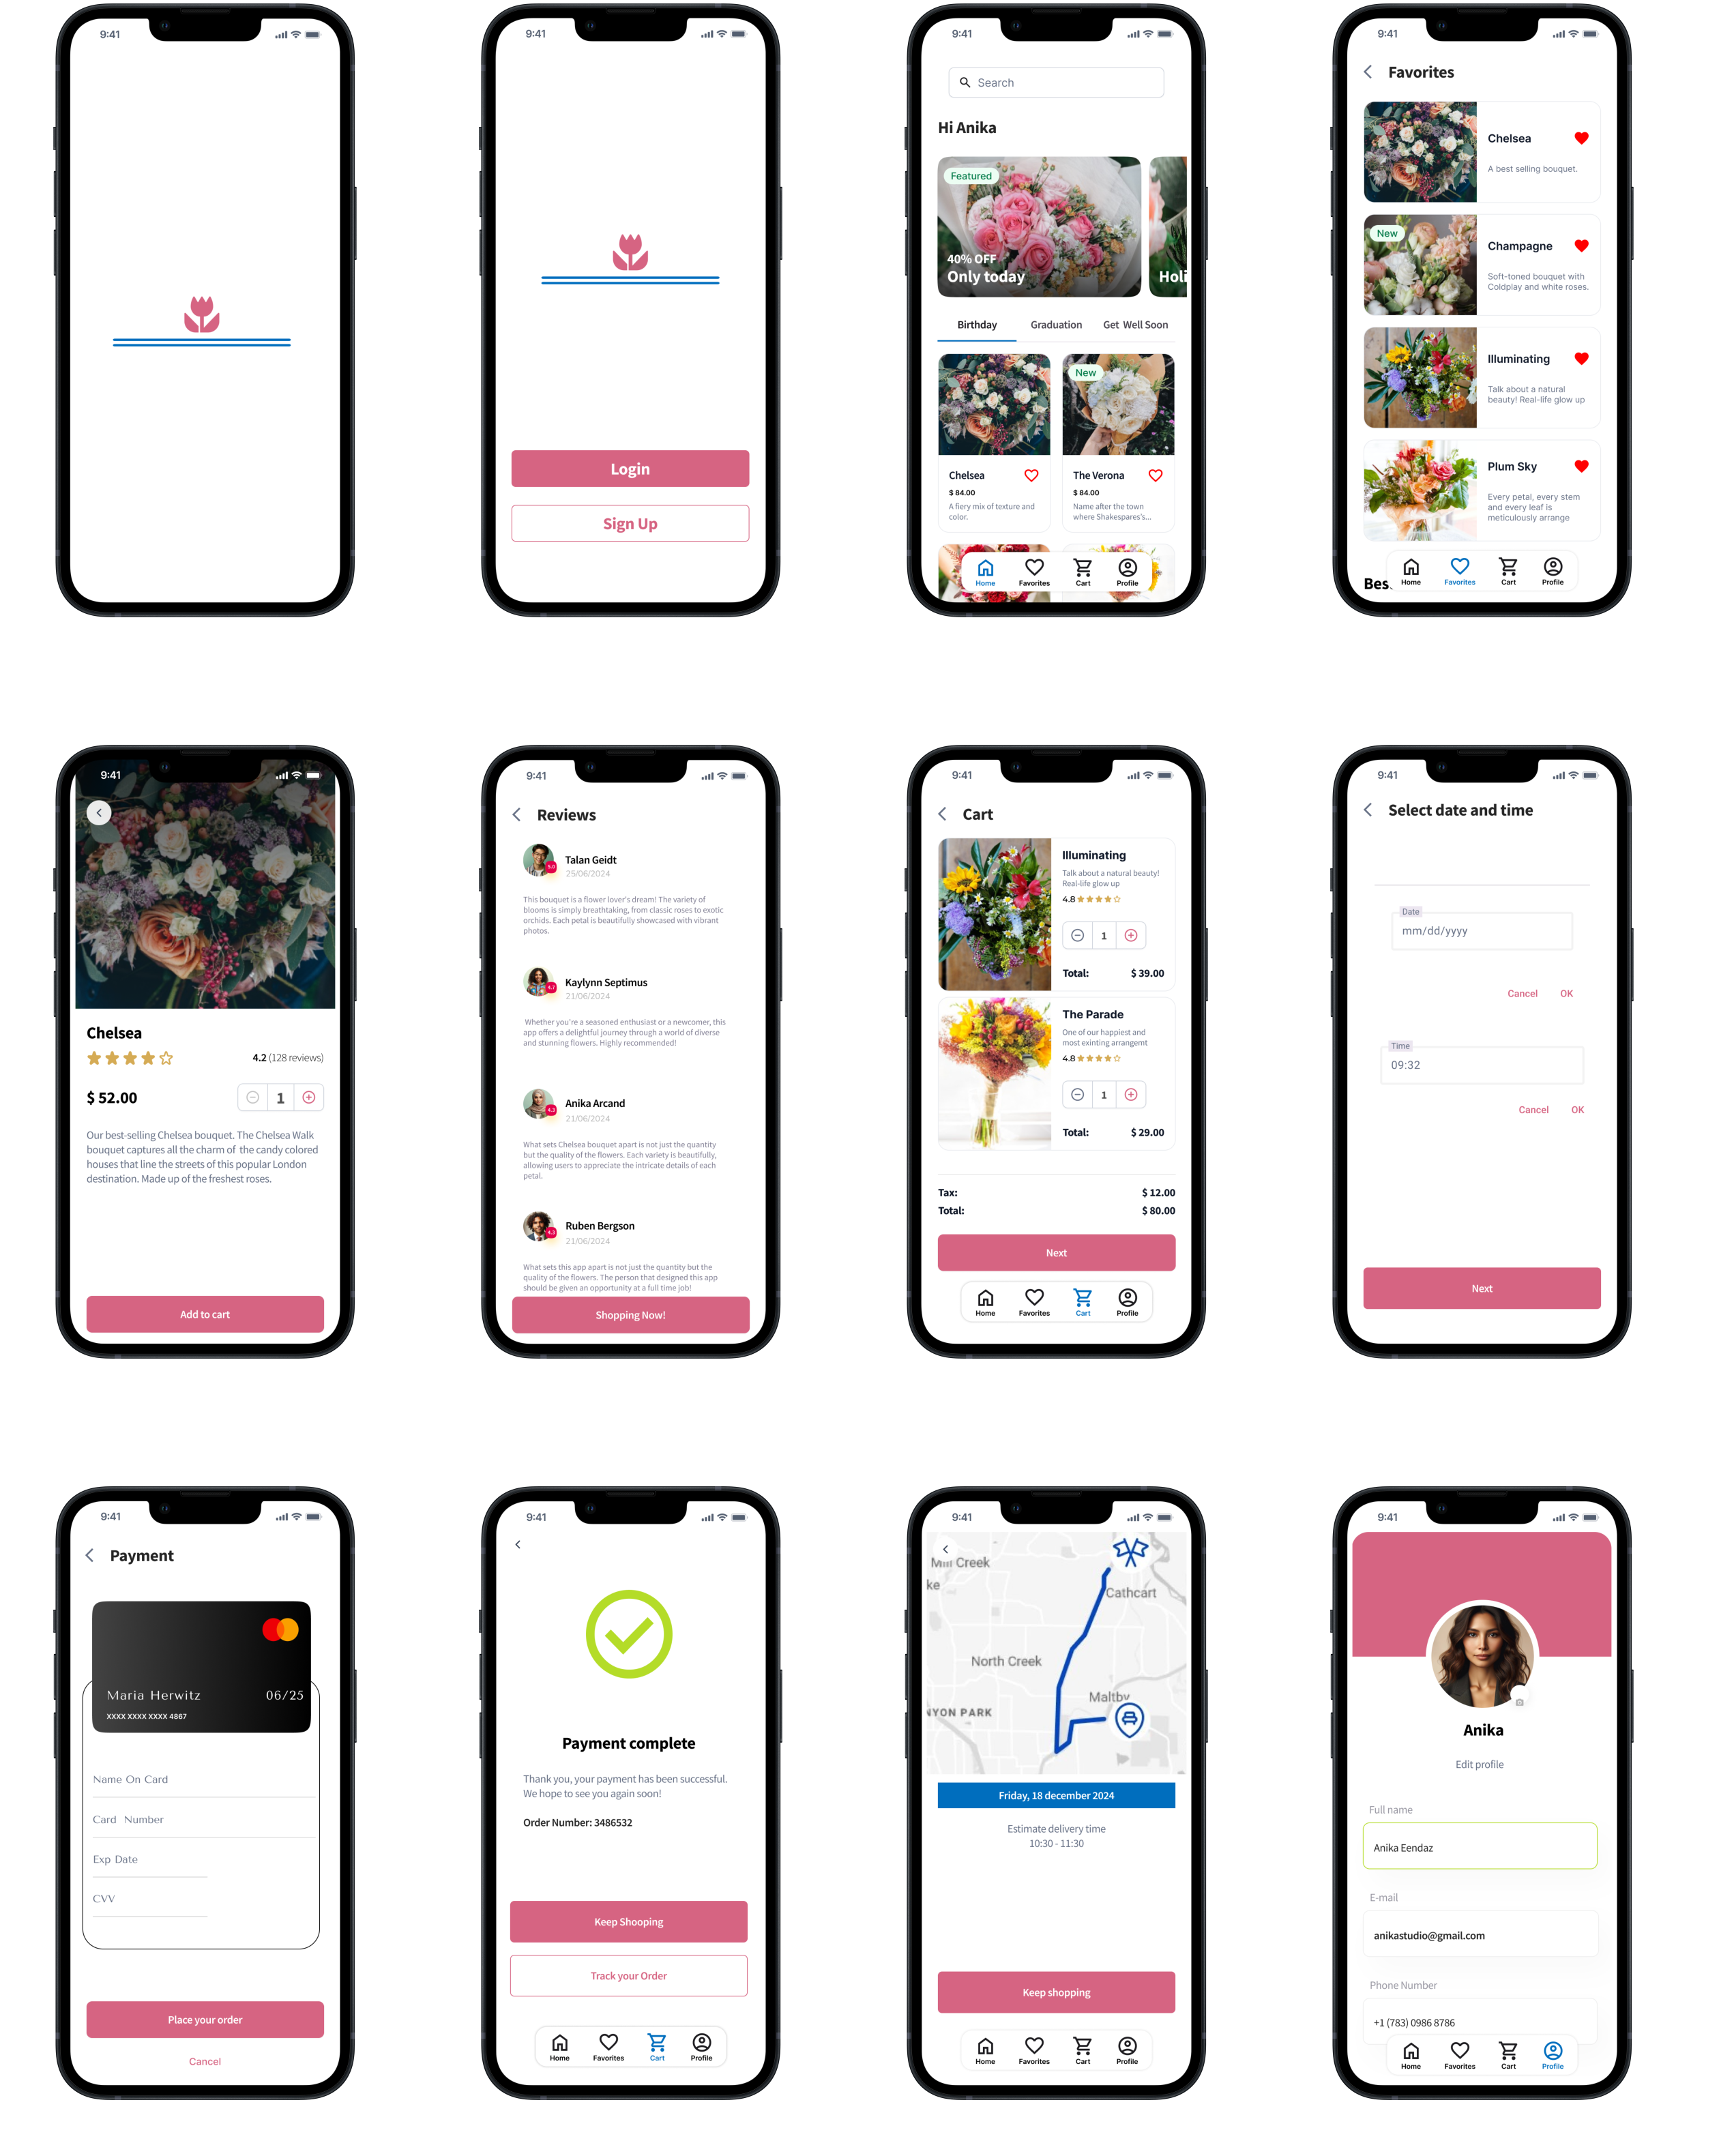 9:41
9:41
Login
Sign Up
9:41
Search
Hi Anika
Featured
40% OFF
Only today
Holi
Birthday
Graduation
Get Well Soon
Chelsea
$ 84.00
A fiery mix of texture and
color.
New
The Verona
$ 84.00
Name after the town
where Shakespares's...
Home
Favorites
Cart
Profile
9:41
Favorites
Chelsea
A best selling bouquet.
New
Champagne
Soft-toned bouquet with
Coldplay and white roses.
Illuminating
Talk about a natural
beauty! Real-life glow up
Plum Sky
Every petal, every stem
and every leaf is
meticulously arrange
Bes
Home
Favorites
Cart
Profile
9:41
Chelsea
4.2 (128 reviews)
$ 52.00
1
Our best-selling Chelsea bouquet. The Chelsea Walk
bouquet captures all the charm of the candy colored
houses that line the streets of this popular London
destination. Made up of the freshest roses.
Add to cart
9:41
Reviews
5.0
Talan Geidt
25/06/2024
This bouquet is a flower lover's dream! The variety of
blooms is simply breathtaking, from classic roses to exotic
orchids. Each petal is beautifully showcased with vibrant
photos.
4.7
Kaylynn Septimus
21/06/2024
Whether you're a seasoned enthusiast or a newcomer, this
app offers a delightful journey through a world of diverse
and stunning flowers. Highly recommended!
4.3
Anika Arcand
21/06/2024
What sets Chelsea bouquet apart is not just the quantity
but the quality of the flowers. Each variety is beautifully,
allowing users to appreciate the intricate details of each
petal.
4.3
Ruben Bergson
21/06/2024
What sets this app apart is not just the quantity but the
quality of the flowers. The person that designed this app
should be given an opportunity at a full time job!
Shopping Now!
9:41
Cart
Illuminating
Talk about a natural beauty!
Real-life glow up
4.8
1
Total: $ 39.00
The Parade
One of our happiest and
most exinting arrangemt
4.8
1
Total: $ 29.00
Tax: $ 12.00
Total: $ 80.00
Next
Home
Favorites
Cart
Profile
9:41
Select date and time
Date
mm/dd/yyyy
Cancel OK
Time
09:32
Cancel OK
Next
9:41
Payment
Maria Herwitz 06/25
XXXX XXXX XXXX 4867
Name On Card
Card Number
Exp Date
CVV
Place your order
Cancel
9:41
Payment complete
Thank you, your payment has been successful.
We hope to see you again soon!
Order Number: 3486532
Keep Shooping
Track your Order
Home
Favorites
Cart
Profile
9:41
Mill Creek
ke
Cathcart
North Creek
Maltby
NYON PARK
Friday, 18 december 2024
Estimate delivery time
10:30 - 11:30
Keep shopping
Home
Favorites
Cart
Profile
9:41
Anika
Edit profile
Full name
Anika Eendaz
E-mail
anikastudio@gmail.com
Phone Number
+1 (783) 0986 8786
Home
Favorites
Cart
Profile